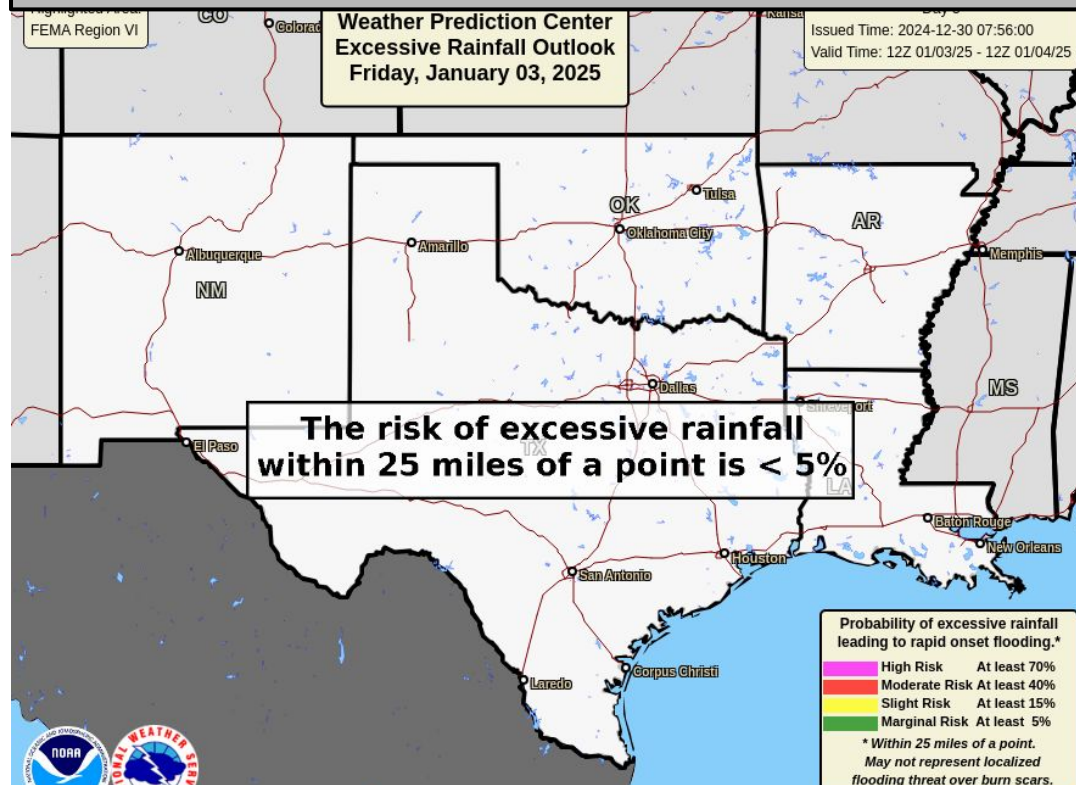 Highlighted Area:
FEMA Region VI
Weather Prediction Center
Excessive Rainfall Outlook
Friday, January 03, 2025
Issued Time: 2024-12-30 07:56:00
Valid Time: 12Z 01/03/25 - 12Z 01/04/25
CO
Colorad
Kansa
OK
Tulsa
Oklahoma City
AR
Albuquerque
Amarillo
Memphis
NM
Dallas
MS
Shreveport
El Paso
The risk of excessive rainfall
within 25 miles of a point is < 5%
TX
LA
Baton Rouge
New Orleans
Houston
San Antonio
Corpus Christi
Laredo
Probability of excessive rainfall
leading to rapid onset flooding.*
High Risk At least 70%
Moderate Risk At least 40%
Slight Risk At least 15%
Marginal Risk At least 5%
* Within 25 miles of a point.
May not represent localized
flooding threat over burn scars.
NOAA
NATIONAL WEATHER SERV